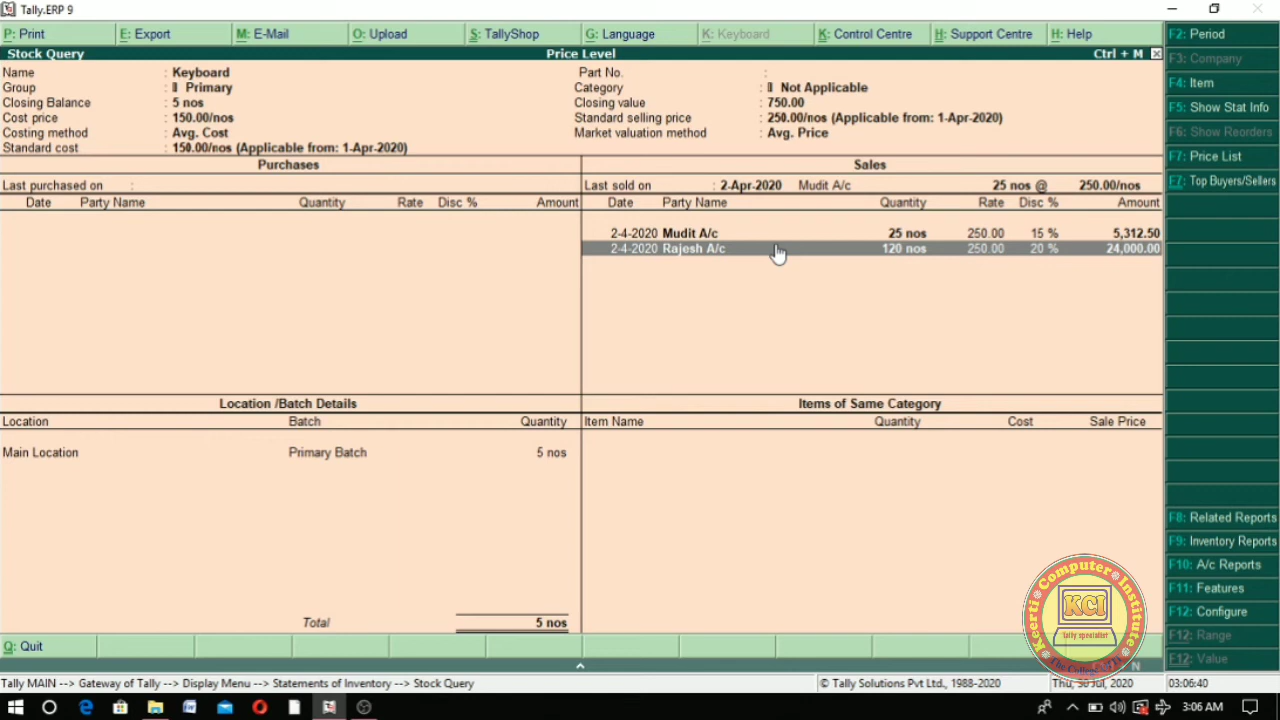 Tally.ERP 9
P: Print E: Export M: E-Mail O: Upload S: TallyShop G: Language K: Keyboard K: Control Centre H: Support Centre H: Help
Stock Query Price Level Ctrl + M
Name : Keyboard Part No. :
Group : Primary Category : Not Applicable
Closing Balance : 5 nos Closing value : 750.00
Cost price : 150.00/nos Standard selling price : 250.00/nos (Applicable from: 1-Apr-2020)
Costing method : Avg. Cost Market valuation method : Avg. Price
Standard cost : 150.00/nos (Applicable from: 1-Apr-2020)
Purchases Sales
Last purchased on : Last sold on : 2-Apr-2020 Mudit A/c 25 nos @ 250.00/nos
Date Party Name Quantity Rate Disc % Amount Date Party Name Quantity Rate Disc % Amount
2-4-2020 Mudit A/c 25 nos 250.00 15 % 5,312.50
2-4-2020 Rajesh A/c 120 nos 250.00 20 % 24,000.00
Location /Batch Details Items of Same Category
Location Batch Quantity Item Name Quantity Cost Sale Price
Main Location Primary Batch 5 nos
Total 5 nos
Q: Quit
F2: Period
F3: Company
F4: Item
F5: Show Stat Info
F6: Show Reorders
F7: Price List
F7: Top Buyers/Sellers
F8: Related Reports
F9: Inventory Reports
F10: A/c Reports
F11: Features
F12: Configure
F12: Range
F12: Value
Keerti Computer Institute
KCI
tally specialist
N
Tally MAIN --> Gateway of Tally --> Display Menu --> Statements of Inventory --> Stock Query © Tally Solutions Pvt Ltd., 1988-2020 Thu, 30 Jul, 2020 03:06:40
3:06 AM